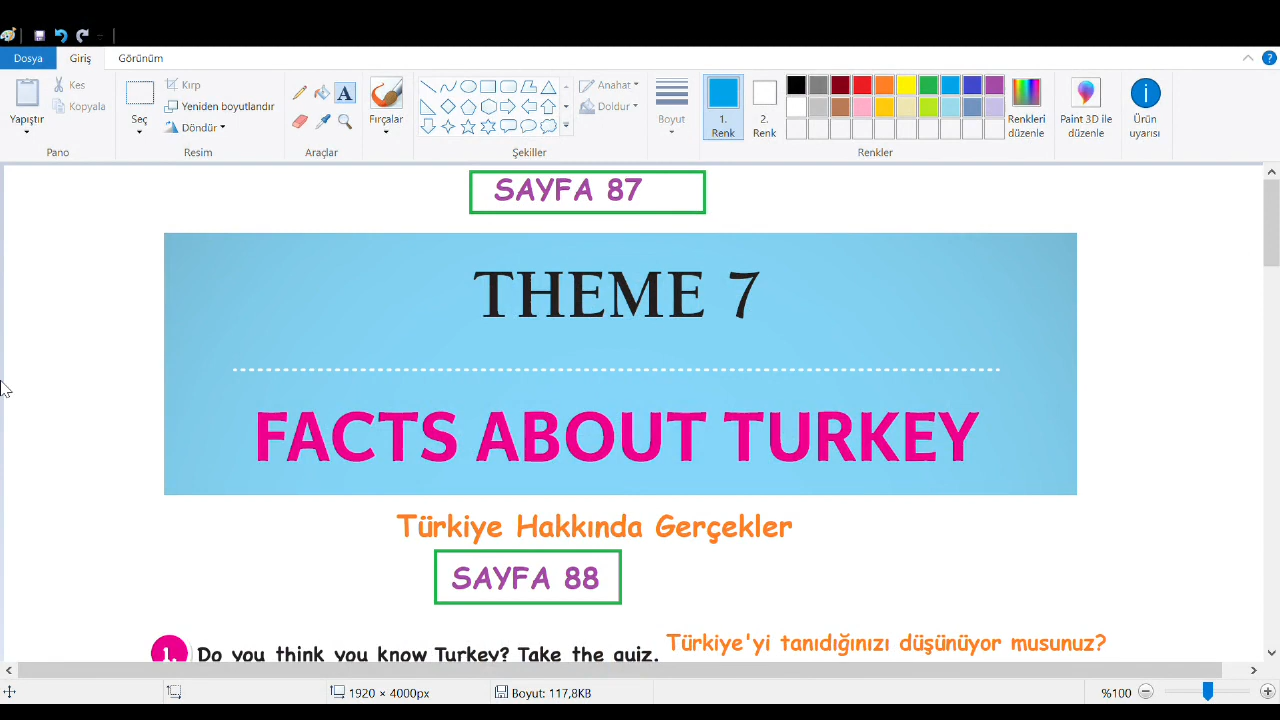 Dosya Giriş Görünüm
Yapıştır
Kes
Kopyala
Pano
Seç
Kırp
Yeniden boyutlandır
Döndür
Resim
A
Araçlar
Fırçalar
Anahat
Doldur
Şekiller
Boyut
1. Renk
2. Renk
Renkleri düzenle
Renkler
Paint 3D ile düzenle
Ürün uyarısı
SAYFA 87
THEME 7
FACTS ABOUT TURKEY
Türkiye Hakkında Gerçekler
SAYFA 88
1. Do you think you know Turkey? Take the quiz. Türkiye'yi tanıdığınızı düşünüyor musunuz?
1920 × 4000px
Boyut: 117,8KB
%100